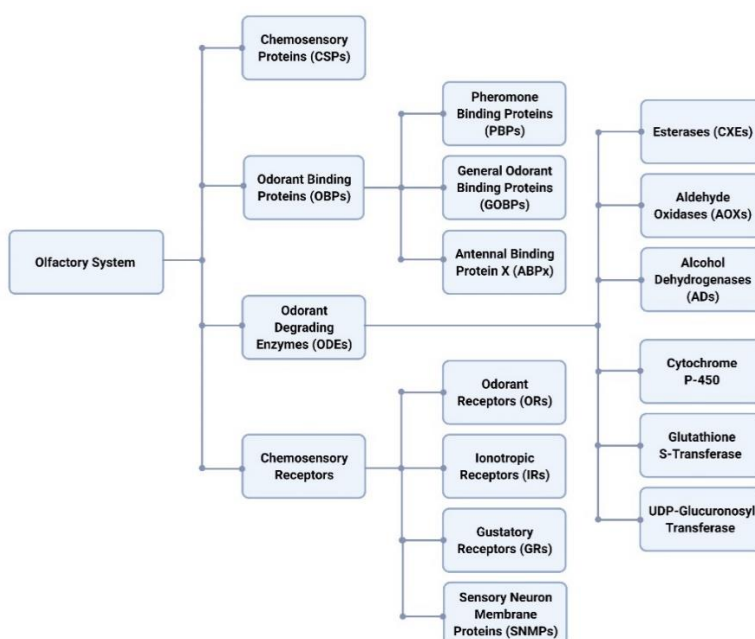 Olfactory System
Chemosensory
Proteins (CSPs)
Odorant Binding
Proteins (OBPs)
Odorant
Degrading
Enzymes (ODEs)
Chemosensory
Receptors
Pheromone
Binding Proteins
(PBPs)
General Odorant
Binding Proteins
(GOBPs)
Antennal Binding
Protein X (ABPx)
Odorant
Receptors (ORs)
Ionotropic
Receptors (IRs)
Gustatory
Receptors (GRs)
Sensory Neuron
Membrane
Proteins (SNMPs)
Esterases (CXEs)
Aldehyde
Oxidases (AOXs)
Alcohol
Dehydrogenases
(ADs)
Cytochrome
P-450
Glutathione
S-Transferase
UDP-Glucuronosyl
Transferase